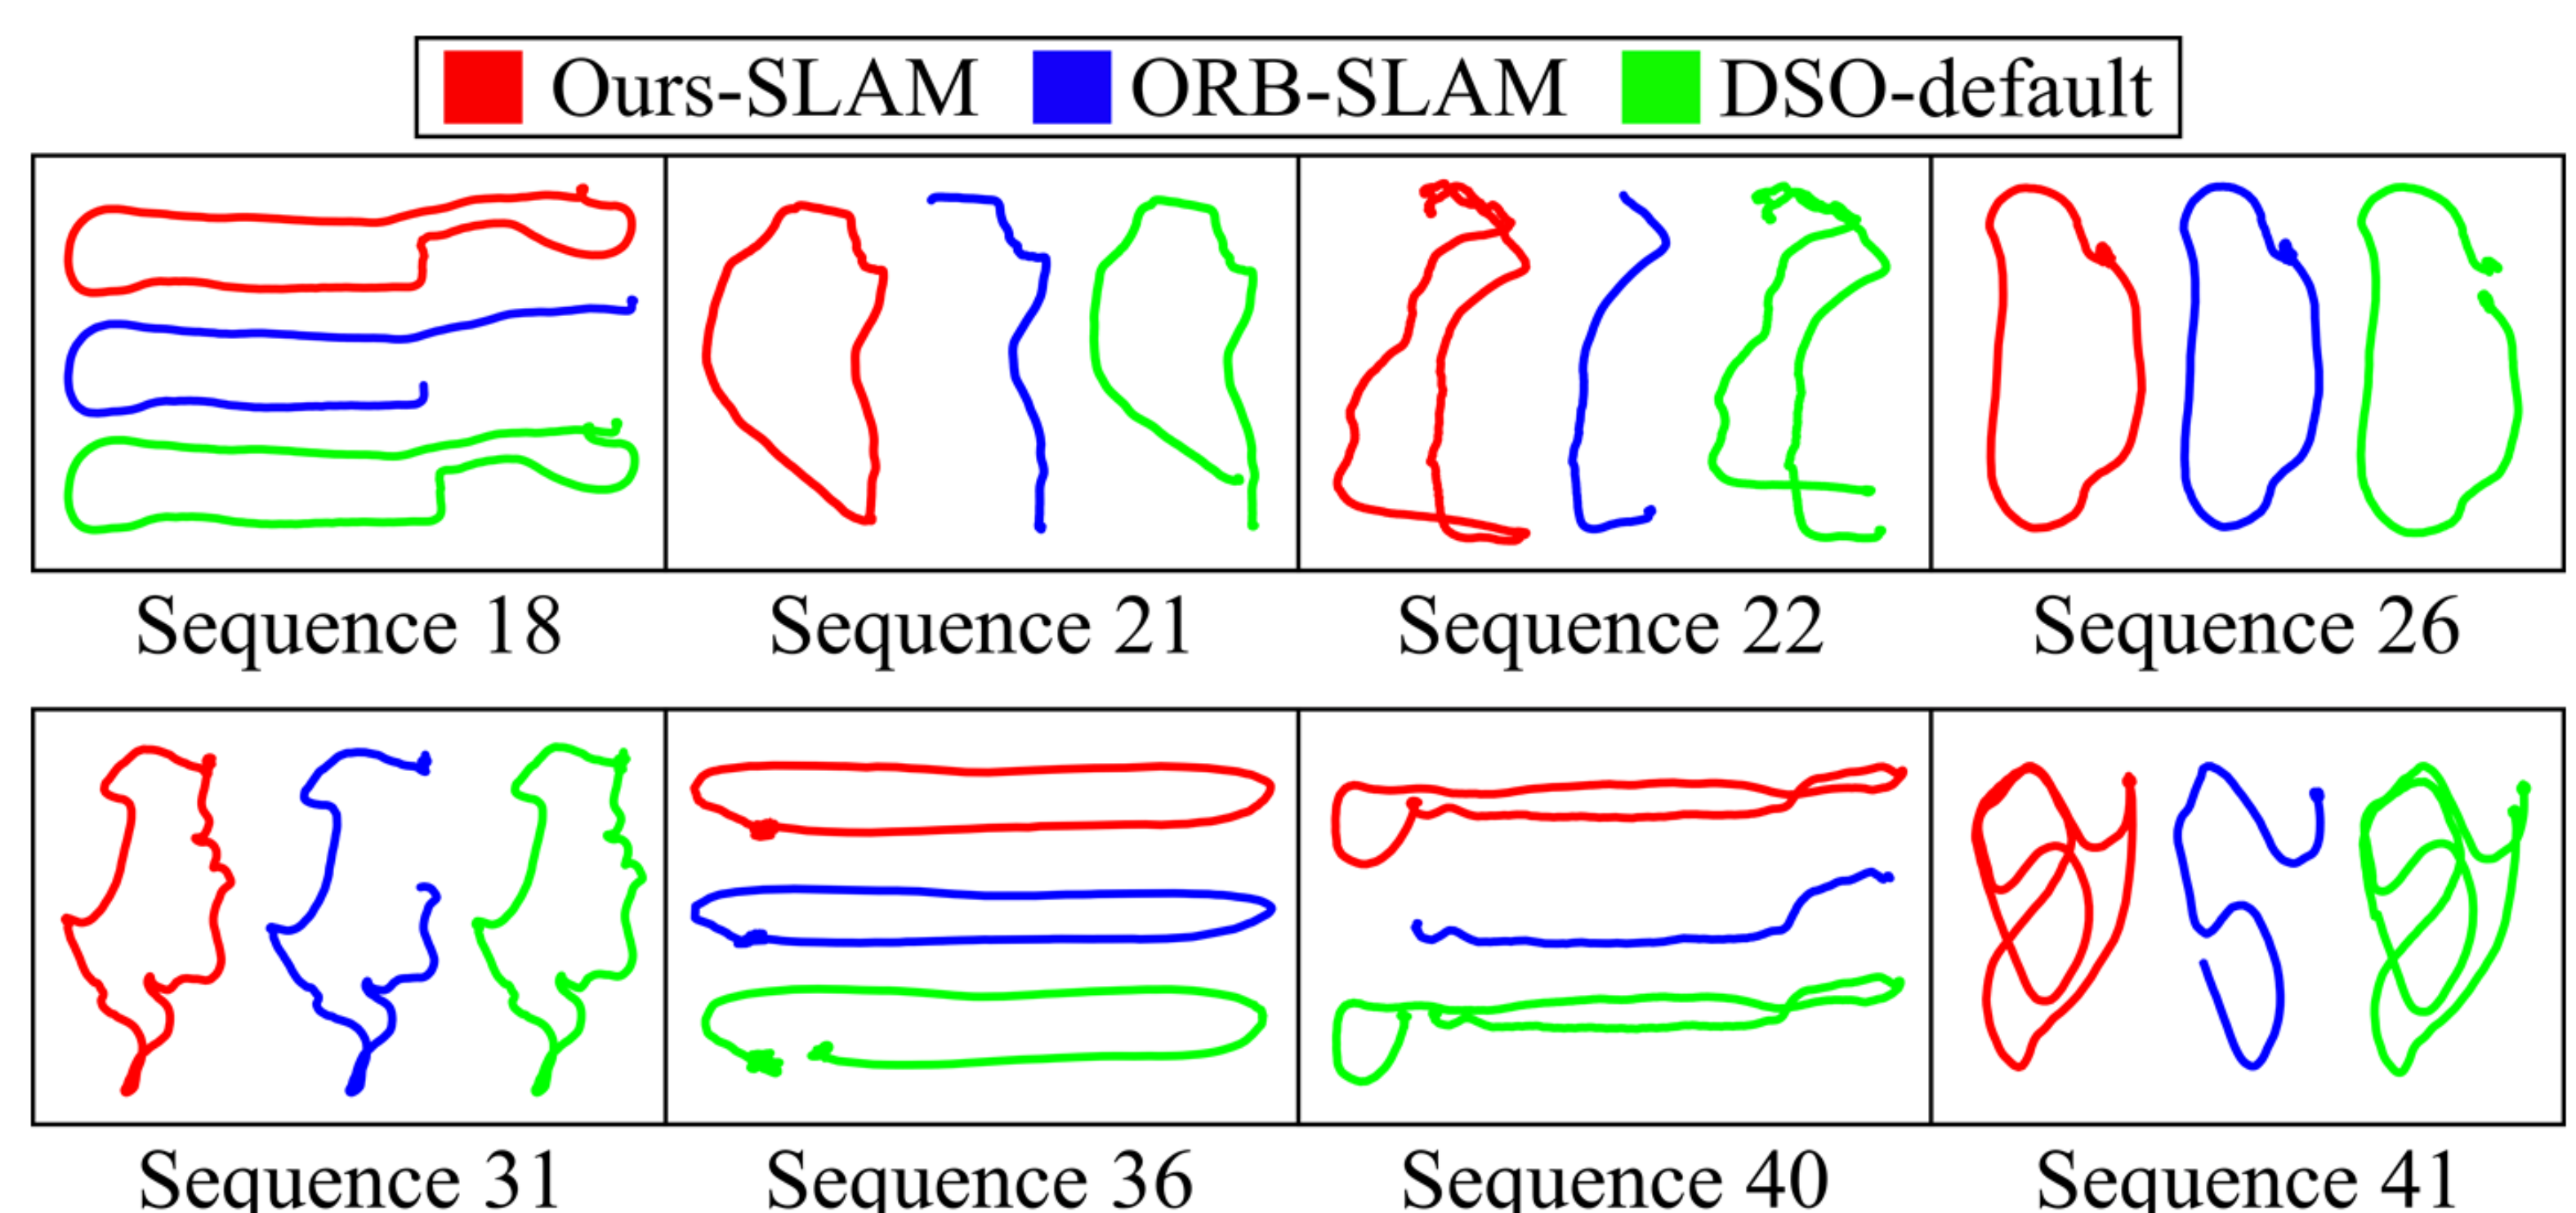 Ours-SLAM ORB-SLAM DSO-default
Sequence 18 Sequence 21 Sequence 22 Sequence 26
Sequence 31 Sequence 36 Sequence 40 Sequence 41